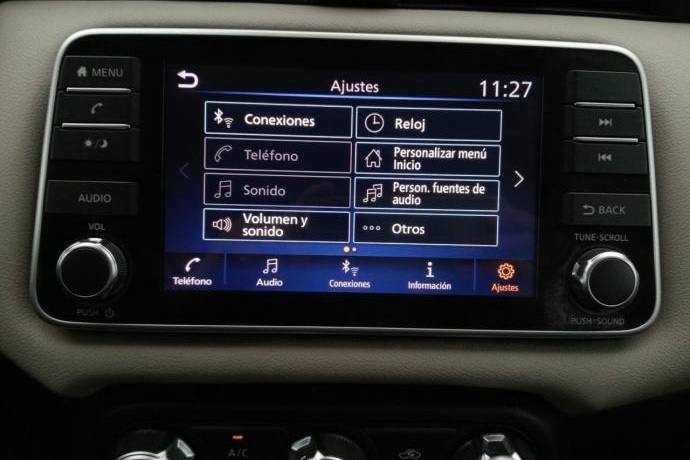 MENU
AUDIO
VOL
PUSH
Ajustes
11:27
Conexiones
Reloj
Teléfono
Personalizar menú
Inicio
Sonido
Person. fuentes de
audio
Volumen y
sonido
Otros
Teléfono
Audio
Conexiones
Información
Ajustes
BACK
TUNE·SCROLL
PUSH·SOUND
A/C